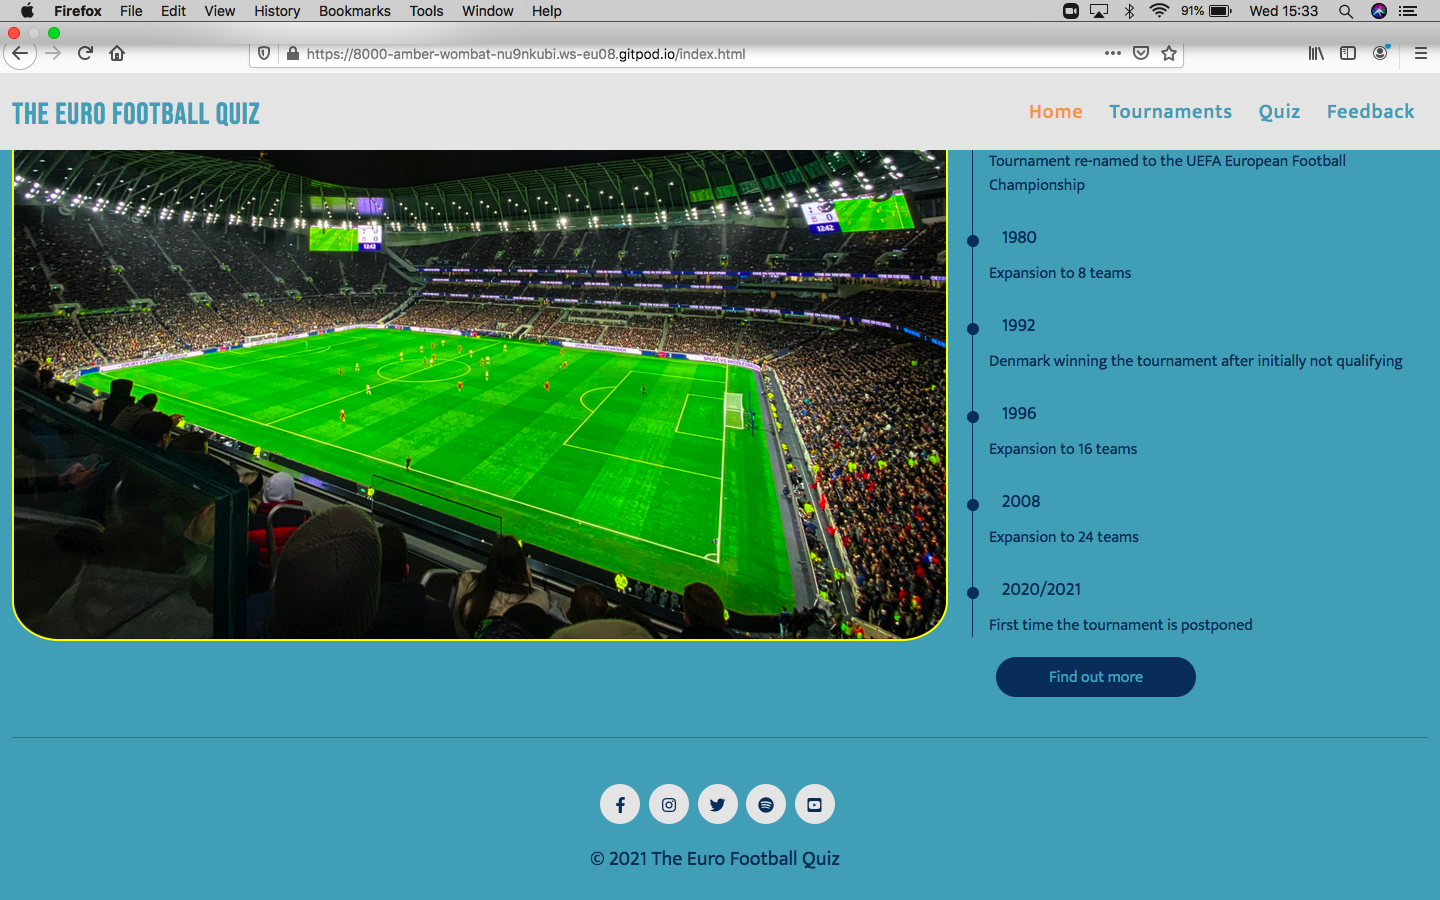 Firefox File Edit View History Bookmarks Tools Window Help 91% Wed 15:33
https://8000-amber-wombat-nu9nkubi.ws-eu08.gitpod.io/index.html
THE EURO FOOTBALL QUIZ
Home Tournaments Quiz Feedback
Tournament re-named to the UEFA European Football
Championship
1980
Expansion to 8 teams
1992
Denmark winning the tournament after initially not qualifying
1996
Expansion to 16 teams
2008
Expansion to 24 teams
2020/2021
First time the tournament is postponed
Find out more
12:42
12:42
© 2021 The Euro Football Quiz